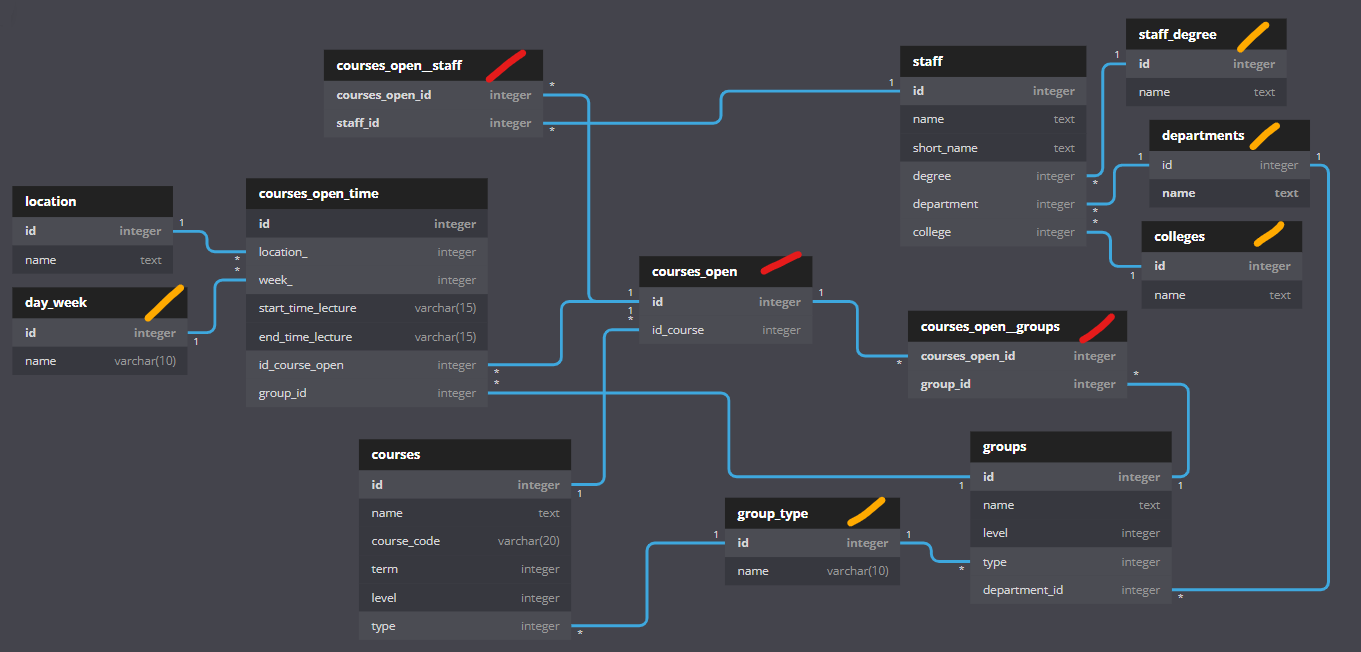 courses_open__staff
courses_open_id integer
staff_id integer
*
*
staff
id integer
name text
short_name text
degree integer
department integer
college integer
1
*
*
*
staff_degree
id integer
name text
1
departments
id integer
name text
1
1
colleges
id integer
name text
1
location
id integer
name text
1
day_week
id integer
name varchar(10)
1
courses_open_time
id integer
location_ integer
week_ integer
start_time_lecture varchar(15)
end_time_lecture varchar(15)
id_course_open integer
group_id integer
*
*
*
*
courses_open
id integer
id_course integer
1
1
*
1
courses_open__groups
courses_open_id integer
group_id integer
*
*
courses
id integer
name text
course_code varchar(20)
term integer
level integer
type integer
1
*
group_type
id integer
name varchar(10)
1
1
groups
id integer
name text
level integer
type integer
department_id integer
1
1
*
*